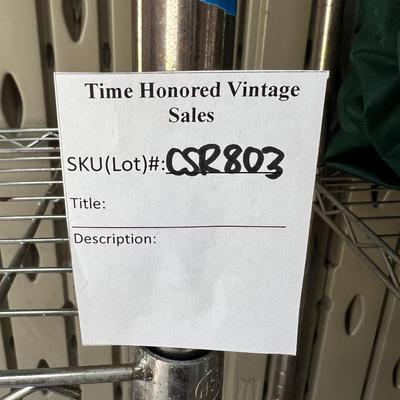 Time Honored Vintage
Sales
SKU(Lot)#: CSR803
Title:
Description: